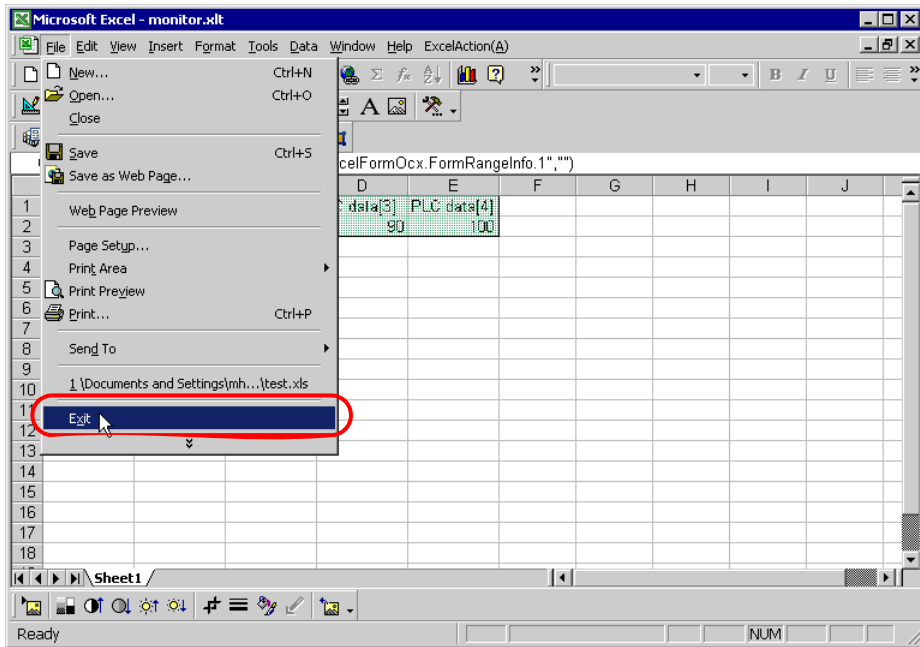 Microsoft Excel - monitor.xlt
File Edit View Insert Format Tools Data Window Help ExcelAction(A)
New... Ctrl+N
Open... Ctrl+O
Close
Save Ctrl+S
Save as Web Page...
Web Page Preview
Page Setup...
Print Area
Print Preview
Print... Ctrl+P
Send To
1 \Documents and Settings\mh...\test.xls
Exit
celFormOcx.FormRangeInfo.1","")
D E F G H I J
1 data[3] PLC data[4]
2 90 100
3
4
5
6
7
8
9
10
11
12
13
14
15
16
17
18
Sheet1
Ready NUM